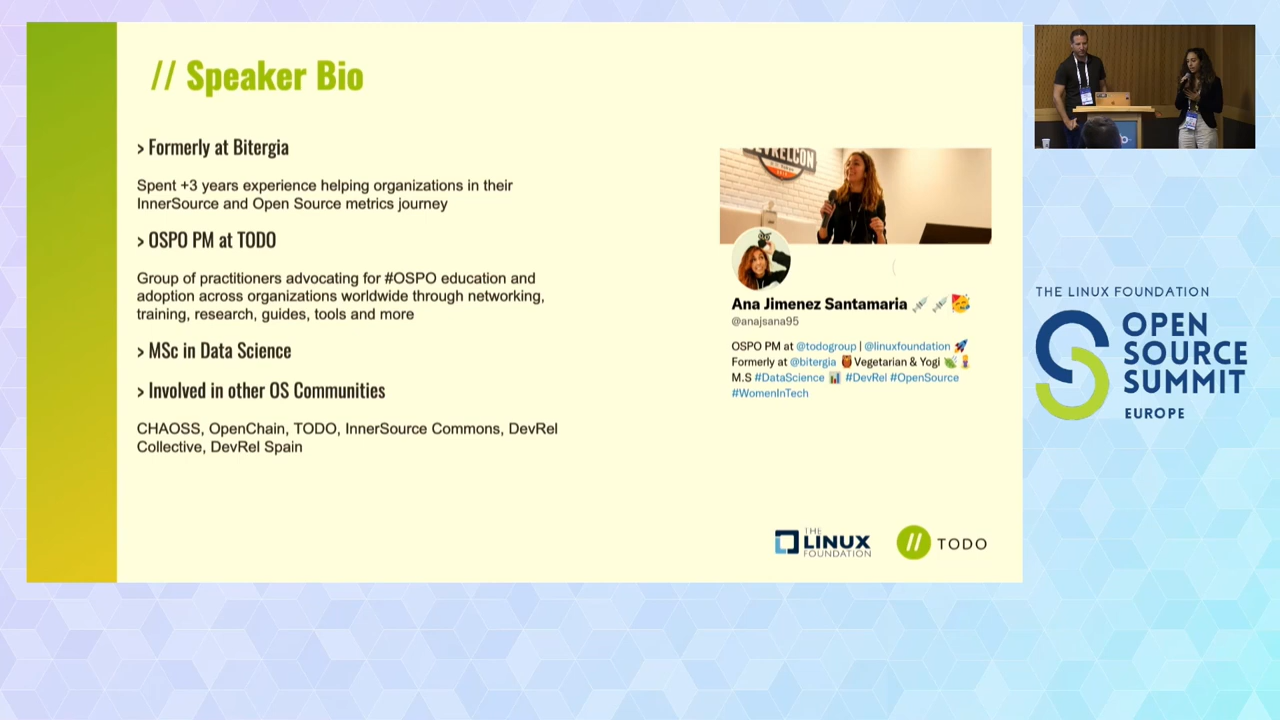 // Speaker Bio
> Formerly at Bitergia
Spent +3 years experience helping organizations in their
InnerSource and Open Source metrics journey
> OSPO PM at TODO
Group of practitioners advocating for #OSPO education and
adoption across organizations worldwide through networking,
training, research, guides, tools and more
> MSc in Data Science
> Involved in other OS Communities
CHAOSS, OpenChain, TODO, InnerSource Commons, DevRel
Collective, DevRel Spain
DEVRELCON
Ana Jimenez Santamaria
@anajsana95
OSPO PM at @todogroup | @linuxfoundation
Formerly at @bitergia Vegetarian & Yogi
M.S #DataScience #DevRel #OpenSource
#WomenInTech
THE
LINUX
FOUNDATION
// TODO
THE LINUX FOUNDATION
OPEN
SOURCE
SUMMIT
EUROPE